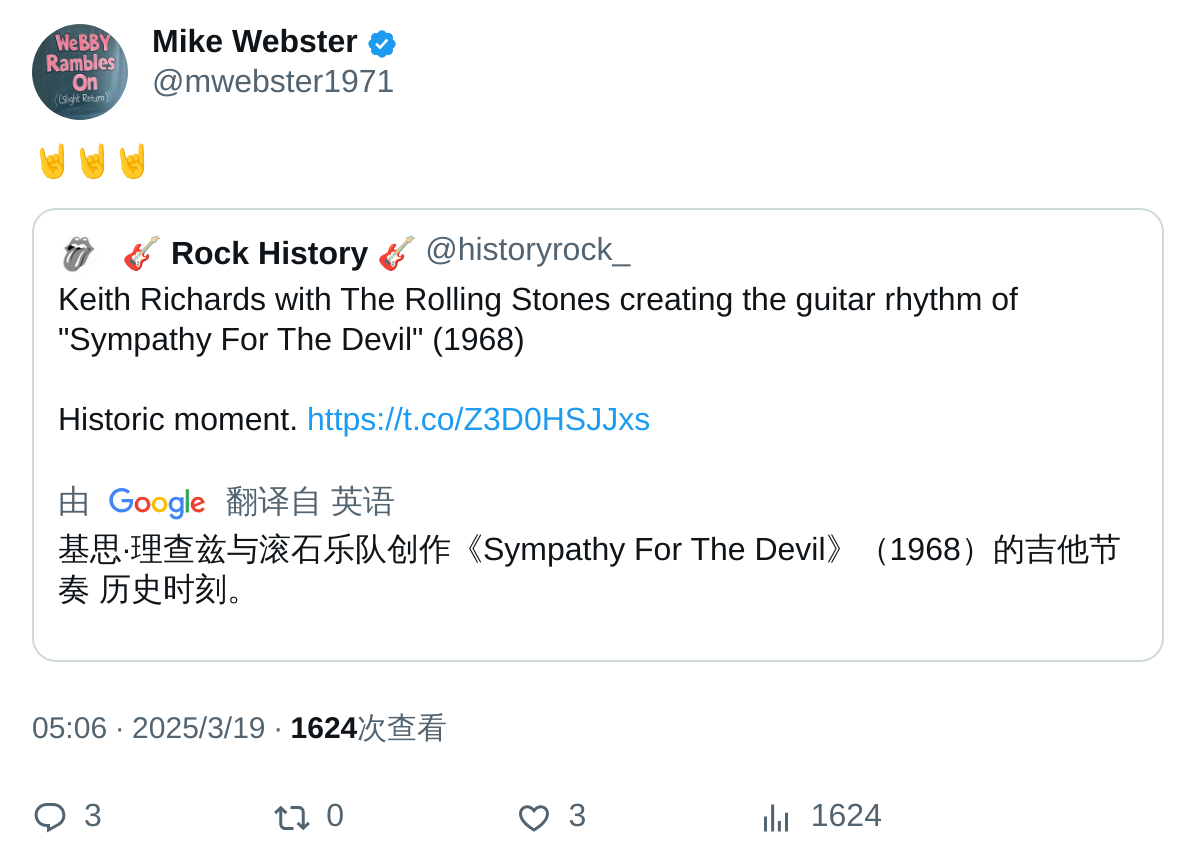 WeBBY
Rambles
On
((Slight Return))
Mike Webster
@mwebster1971
🤘🤘🤘
🎸 Rock History 🎸 @historyrock_
Keith Richards with The Rolling Stones creating the guitar rhythm of
"Sympathy For The Devil" (1968)
Historic moment. https://t.co/Z3D0HSJJxs
由 Google 翻译自 英语
基思·理查兹与滚石乐队创作《Sympathy For The Devil》（1968）的吉他节
奏 历史时刻。
05:06 · 2025/3/19 · 1624次查看
3 0 3 1624